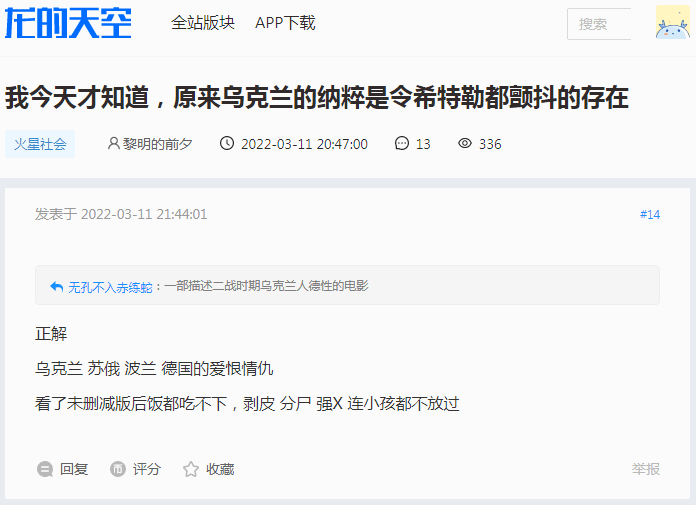 龙的天空 全站版块 APP下载 搜索
我今天才知道，原来乌克兰的纳粹是令希特勒都颤抖的存在
火星社会 黎明的前夕 2022-03-11 20:47:00 13 336
发表于 2022-03-11 21:44:01 #14
无孔不入赤练蛇：一部描述二战时期乌克兰人德性的电影
正解
乌克兰 苏俄 波兰 德国的爱恨情仇
看了未删减版后饭都吃不下，剥皮 分尸 强X 连小孩都不放过
回复 评分 收藏 举报